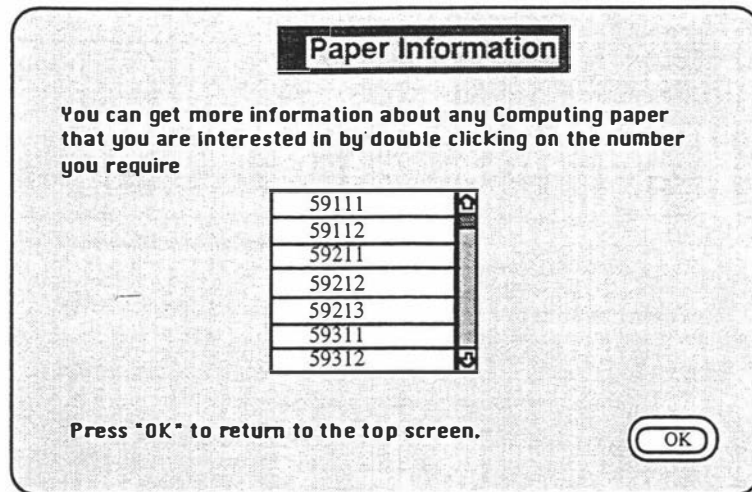 Paper Information
You can get more information about any Computing paper
that you are interested in by double clicking on the number
you require
59111
59112
59211
59212
59213
59311
59312
Press "OK" to return to the top screen.
OK